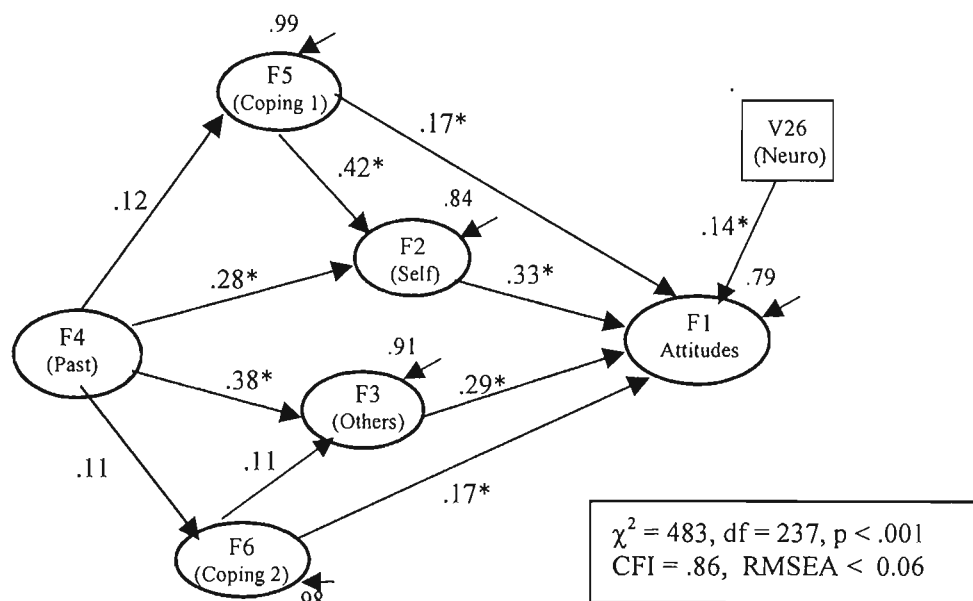 .99
F5
(Coping 1)
.17*
V26
(Neuro)
.42*
.84
.12
.14*
F2
(Self)
.28*
.33*
.79
F1
Attitudes
F4
(Past)
.91
.38*
F3
(Others)
.29*
.11
.11
.17*
F6
(Coping 2)
.98
χ² = 483, df = 237, p < .001
CFI = .86, RMSEA < 0.06